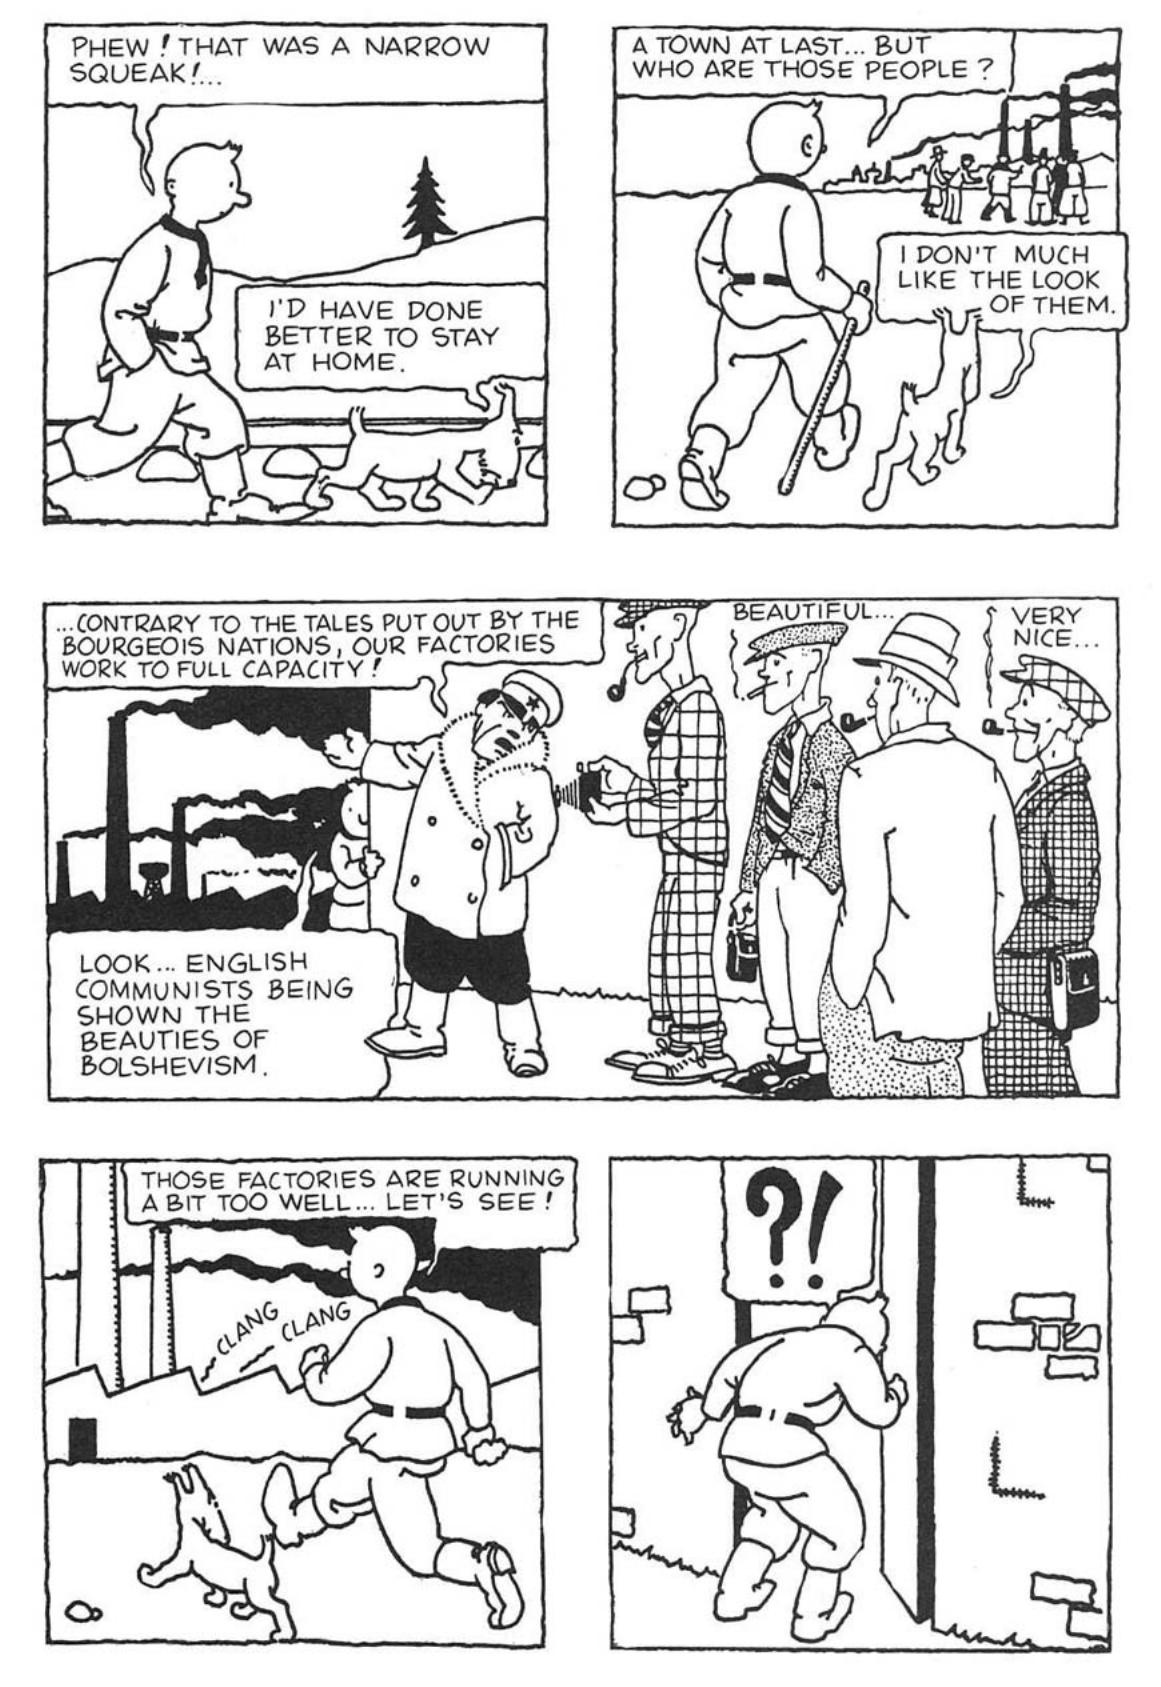 PHEW! THAT WAS A NARROW
SQUEAK!...
I'D HAVE DONE
BETTER TO STAY
AT HOME.
A TOWN AT LAST... BUT
WHO ARE THOSE PEOPLE?
I DON'T MUCH
LIKE THE LOOK
OF THEM.
...CONTRARY TO THE TALES PUT OUT BY THE
BOURGEOIS NATIONS, OUR FACTORIES
WORK TO FULL CAPACITY!
BEAUTIFUL...
VERY
NICE...
LOOK... ENGLISH
COMMUNISTS BEING
SHOWN THE
BEAUTIES OF
BOLSHEVISM.
THOSE FACTORIES ARE RUNNING
A BIT TOO WELL... LET'S SEE!
CLANG
CLANG
?!